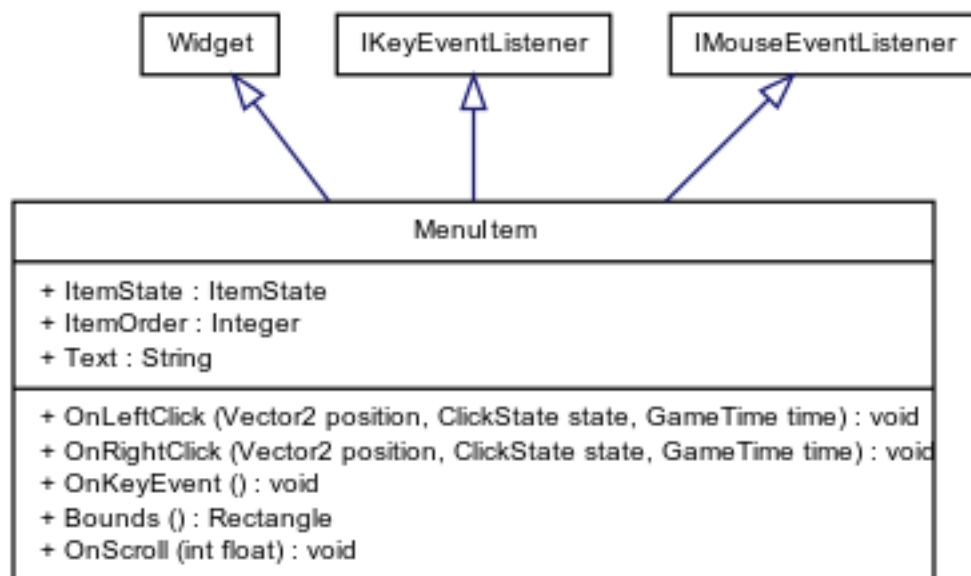 Widget
IKeyEventListener
IMouseEventListener
MenuItem
+ ItemState : ItemState
+ ItemOrder : Integer
+ Text : String
+ OnLeftClick (Vector2 position, ClickState state, GameTime time) : void
+ OnRightClick (Vector2 position, ClickState state, GameTime time) : void
+ OnKeyEvent () : void
+ Bounds () : Rectangle
+ OnScroll (int float) : void